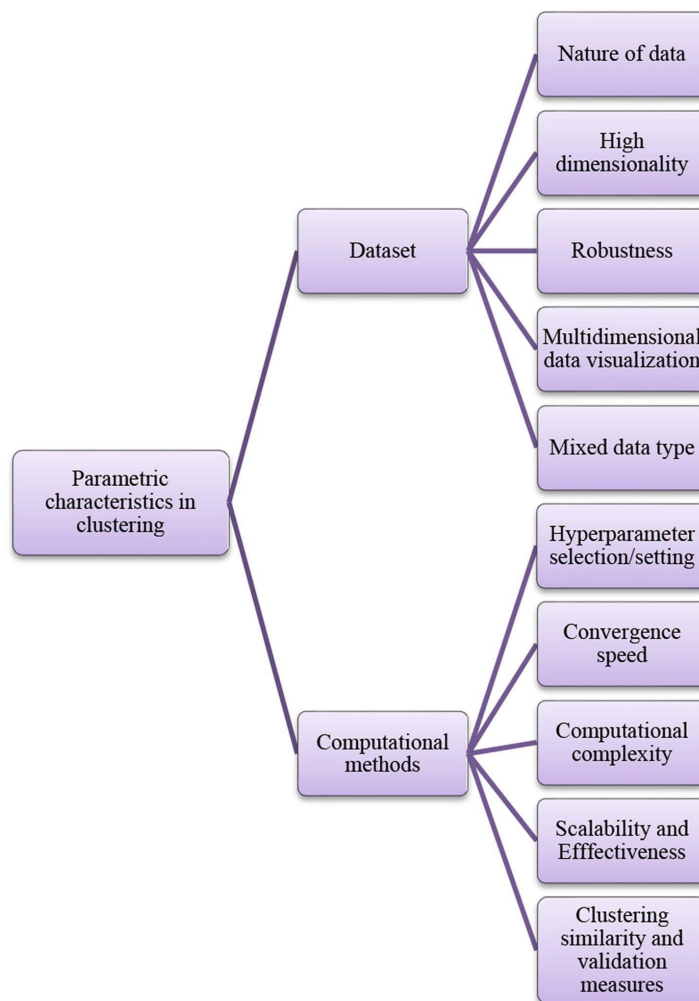 Nature of data
High
dimensionality
Dataset
Robustness
Multidimensional
data visualization
Mixed data type
Parametric
characteristics in
clustering
Hyperparameter
selection/setting
Convergence
speed
Computational
methods
Computational
complexity
Scalability and
Efffectiveness
Clustering
similarity and
validation
measures